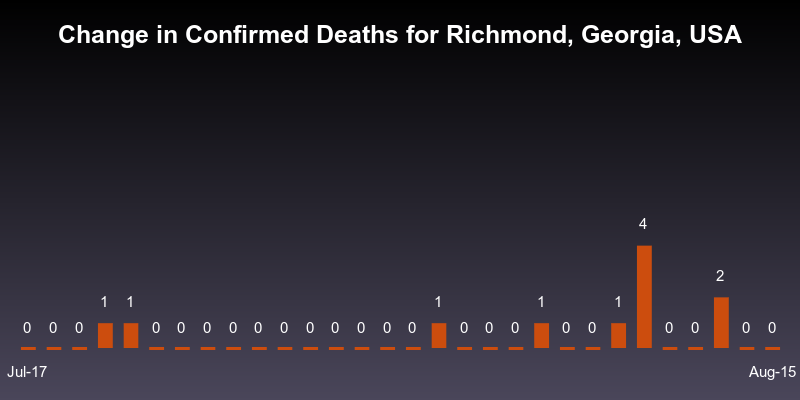 Change in Confirmed Deaths for Richmond, Georgia, USA
4
2
1 1 1 1 1
0 0 0 0 0 0 0 0 0 0 0 0 0 0 0 0 0 0 0 0 0 0 0
Jul-17 Aug-15